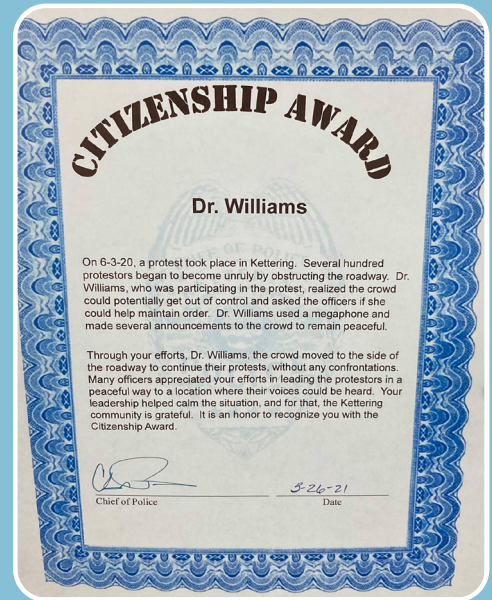 CITIZENSHIP AWARD
Dr. Williams
On 6-3-20, a protest took place in Kettering. Several hundred
protestors began to become unruly by obstructing the roadway. Dr.
Williams, who was participating in the protest, realized the crowd
could potentially get out of control and asked the officers if she
could help maintain order. Dr. Williams used a megaphone and
made several announcements to the crowd to remain peaceful.
Through your efforts, Dr. Williams, the crowd moved to the side of
the roadway to continue their protests, without any confrontations.
Many officers appreciated your efforts in leading the protestors in a
peaceful way to a location where their voices could be heard. Your
leadership helped calm the situation, and for that, the Kettering
community is grateful. It is an honor to recognize you with the
Citizenship Award.
3-26-21
Chief of Police Date